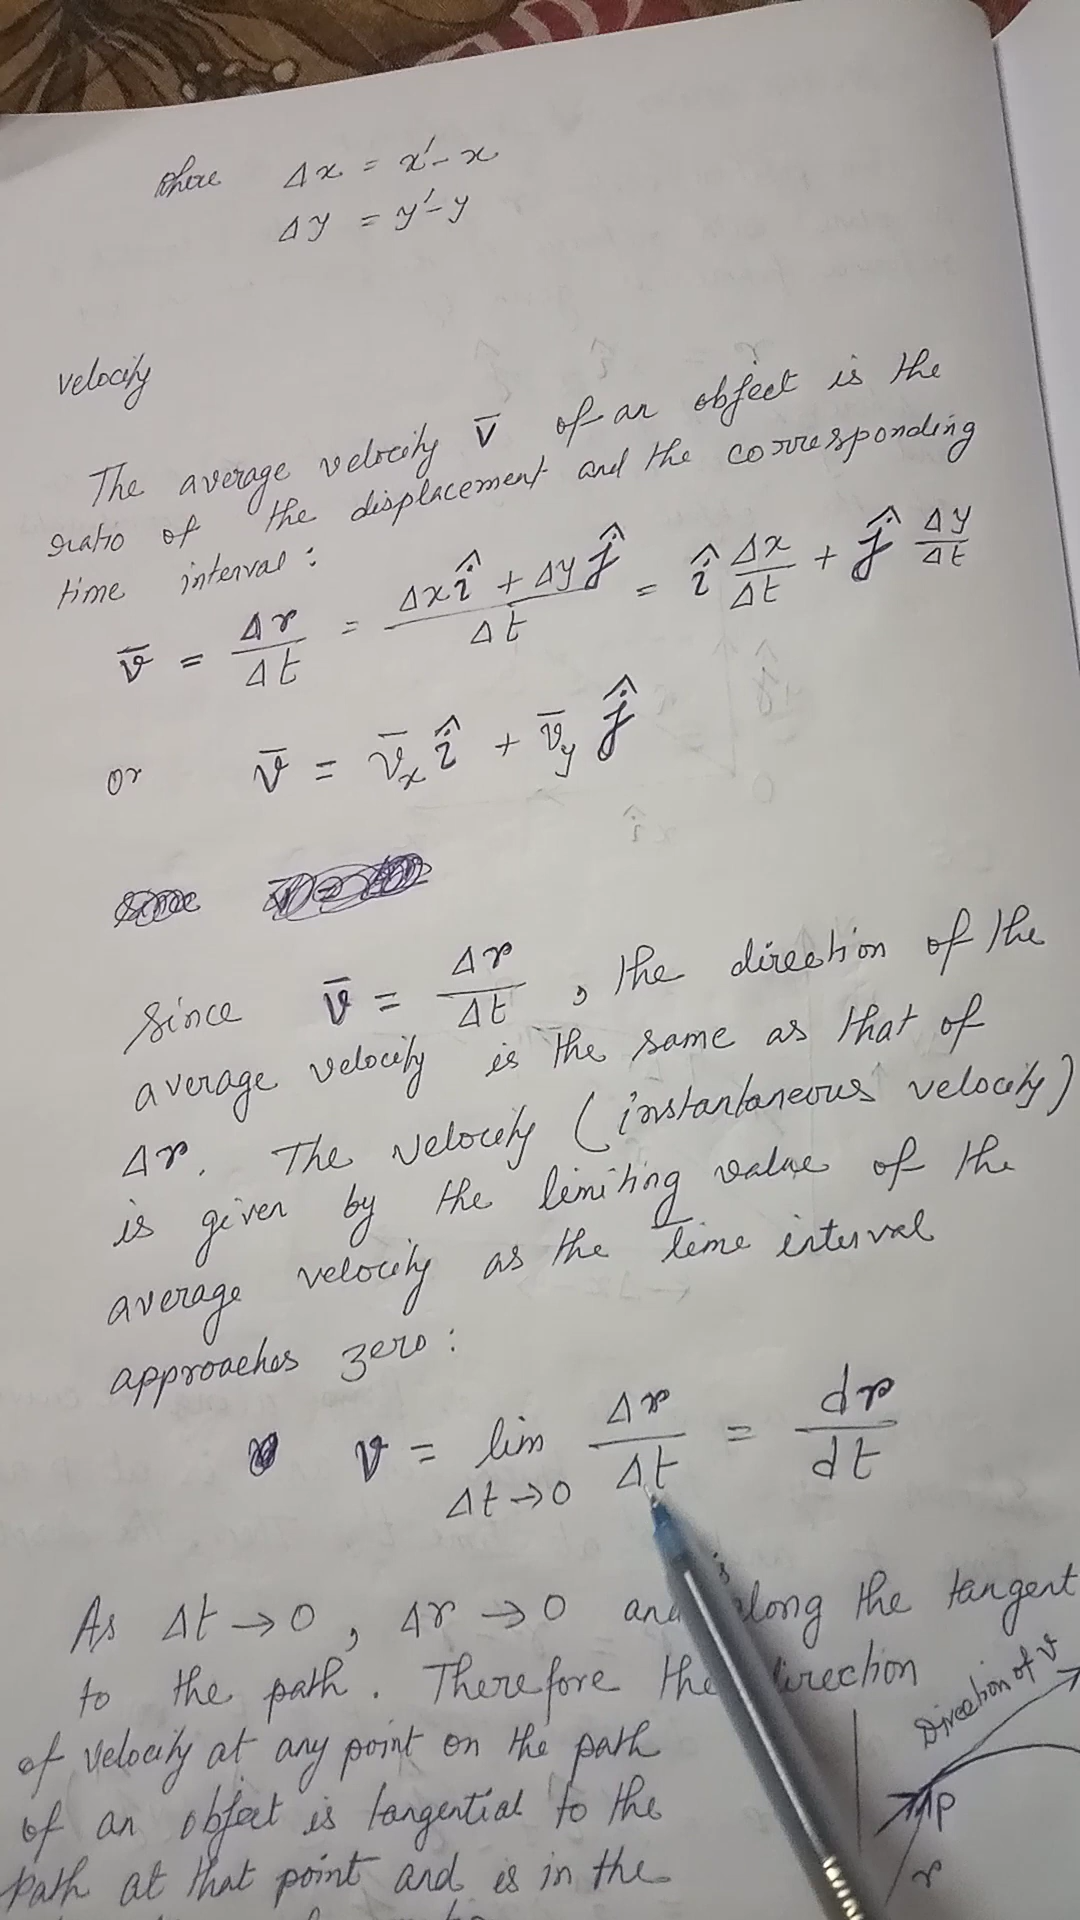 where Δx = x' - x
Δy = y' - y
velocity
The average velocity v̄ of an object is the
ratio of the displacement and the corresponding
time interval :
v̄ = Δr/Δt = (Δx î + Δy ĵ)/Δt = î Δx/Δt + ĵ Δy/Δt
or v̄ = v̄ₓ î + v̄ᵧ ĵ
Since v̄ = Δr/Δt , the direction of the
average velocity is the same as that of
Δr. The velocity (instantaneous velocity)
is given by the limiting value of the
average velocity as the time interval
approaches zero :
v = lim Δt→0 Δr/Δt = dr/dt
As Δt → 0 , Δr → 0 and is along the tangent
to the path. Therefore the direction
of velocity at any point on the path
of an object is tangential to the
path at that point and is in the
Direction of v
P
r